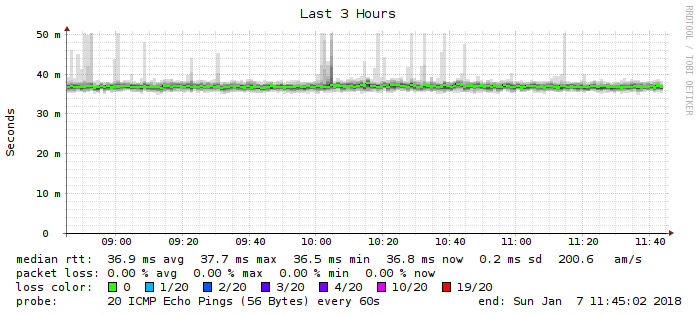 Last 3 Hours
RRDTOOL / TOBI OETIKER
Seconds
50 m
40 m
30 m
20 m
10 m
0
09:00 09:20 09:40 10:00 10:20 10:40 11:00 11:20 11:40
median rtt: 36.9 ms avg 37.7 ms max 36.5 ms min 36.8 ms now 0.2 ms sd 200.6 am/s
packet loss: 0.00 % avg 0.00 % max 0.00 % min 0.00 % now
loss color: 0 1/20 2/20 3/20 4/20 10/20 19/20
probe: 20 ICMP Echo Pings (56 Bytes) every 60s end: Sun Jan 7 11:45:02 2018